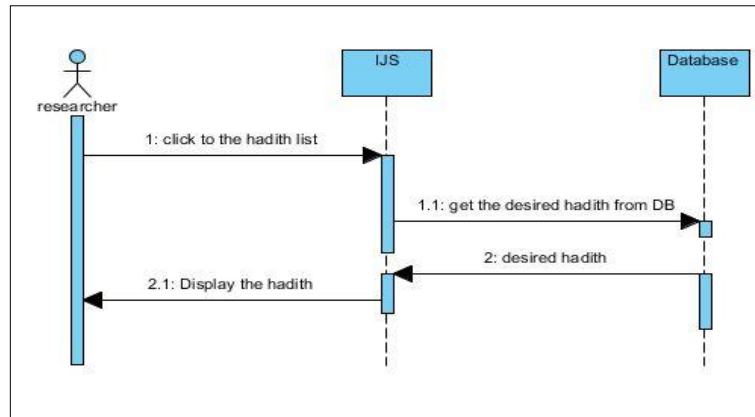 IJS
Database
researcher
1: click to the hadith list
1.1: get the desired hadith from DB
2: desired hadith
2.1: Display the hadith